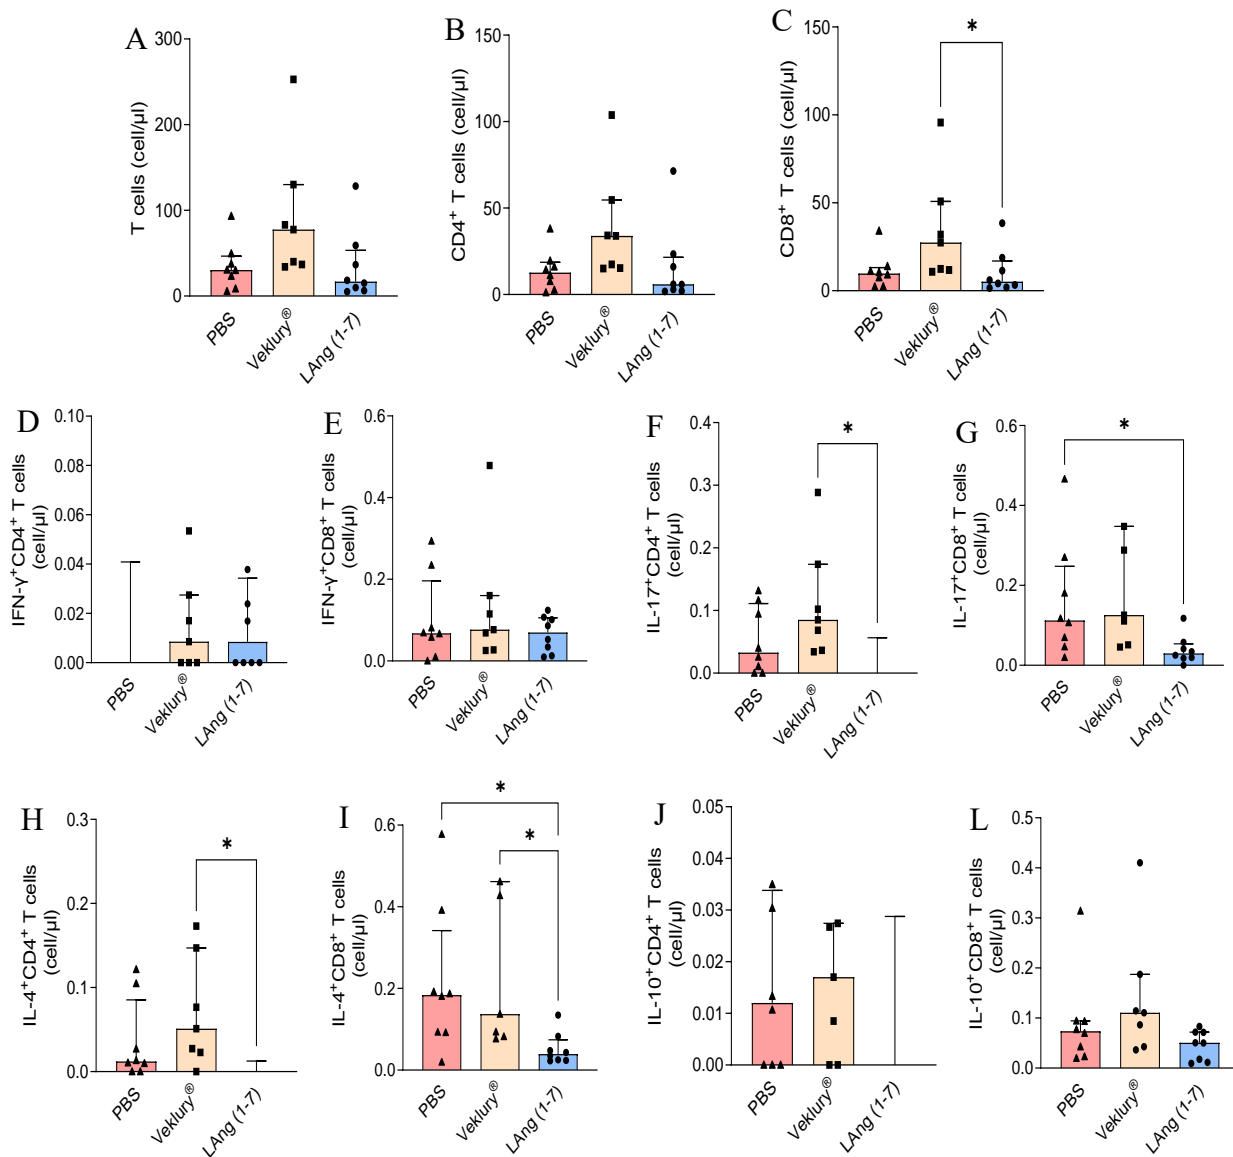 A
T cells (cell/µl)
300
200
100
0
PBS
Veklury®
LAng (1-7)
B
CD4⁺ T cells (cell/µl)
150
100
50
0
PBS
Veklury®
LAng (1-7)
C
CD8⁺ T cells (cell/µl)
150
100
50
0
*
PBS
Veklury®
LAng (1-7)
D
IFN-γ⁺CD4⁺ T cells
(cell/µl)
0.10
0.08
0.06
0.04
0.02
0.00
PBS
Veklury®
LAng (1-7)
E
IFN-γ⁺CD8⁺ T cells
(cell/µl)
0.6
0.4
0.2
0.0
PBS
Veklury®
LAng (1-7)
F
IL-17⁺CD4⁺ T cells
(cell/µl)
0.4
0.3
0.2
0.1
0.0
*
PBS
Veklury®
LAng (1-7)
G
IL-17⁺CD8⁺ T cells
(cell/µl)
0.6
0.4
0.2
0.0
*
PBS
Veklury®
LAng (1-7)
H
IL-4⁺CD4⁺ T cells
(cell/µl)
0.3
0.2
0.1
0.0
*
PBS
Veklury®
LAng (1-7)
I
IL-4⁺CD8⁺ T cells
(cell/µl)
0.6
0.4
0.2
0.0
*
*
PBS
Veklury®
LAng (1-7)
J
IL-10⁺CD4⁺ T cells
(cell/µl)
0.05
0.04
0.03
0.02
0.01
0.00
PBS
Veklury®
LAng (1-7)
L
IL-10⁺CD8⁺ T cells
(cell/µl)
0.5
0.4
0.3
0.2
0.1
0.0
PBS
Veklury®
LAng (1-7)